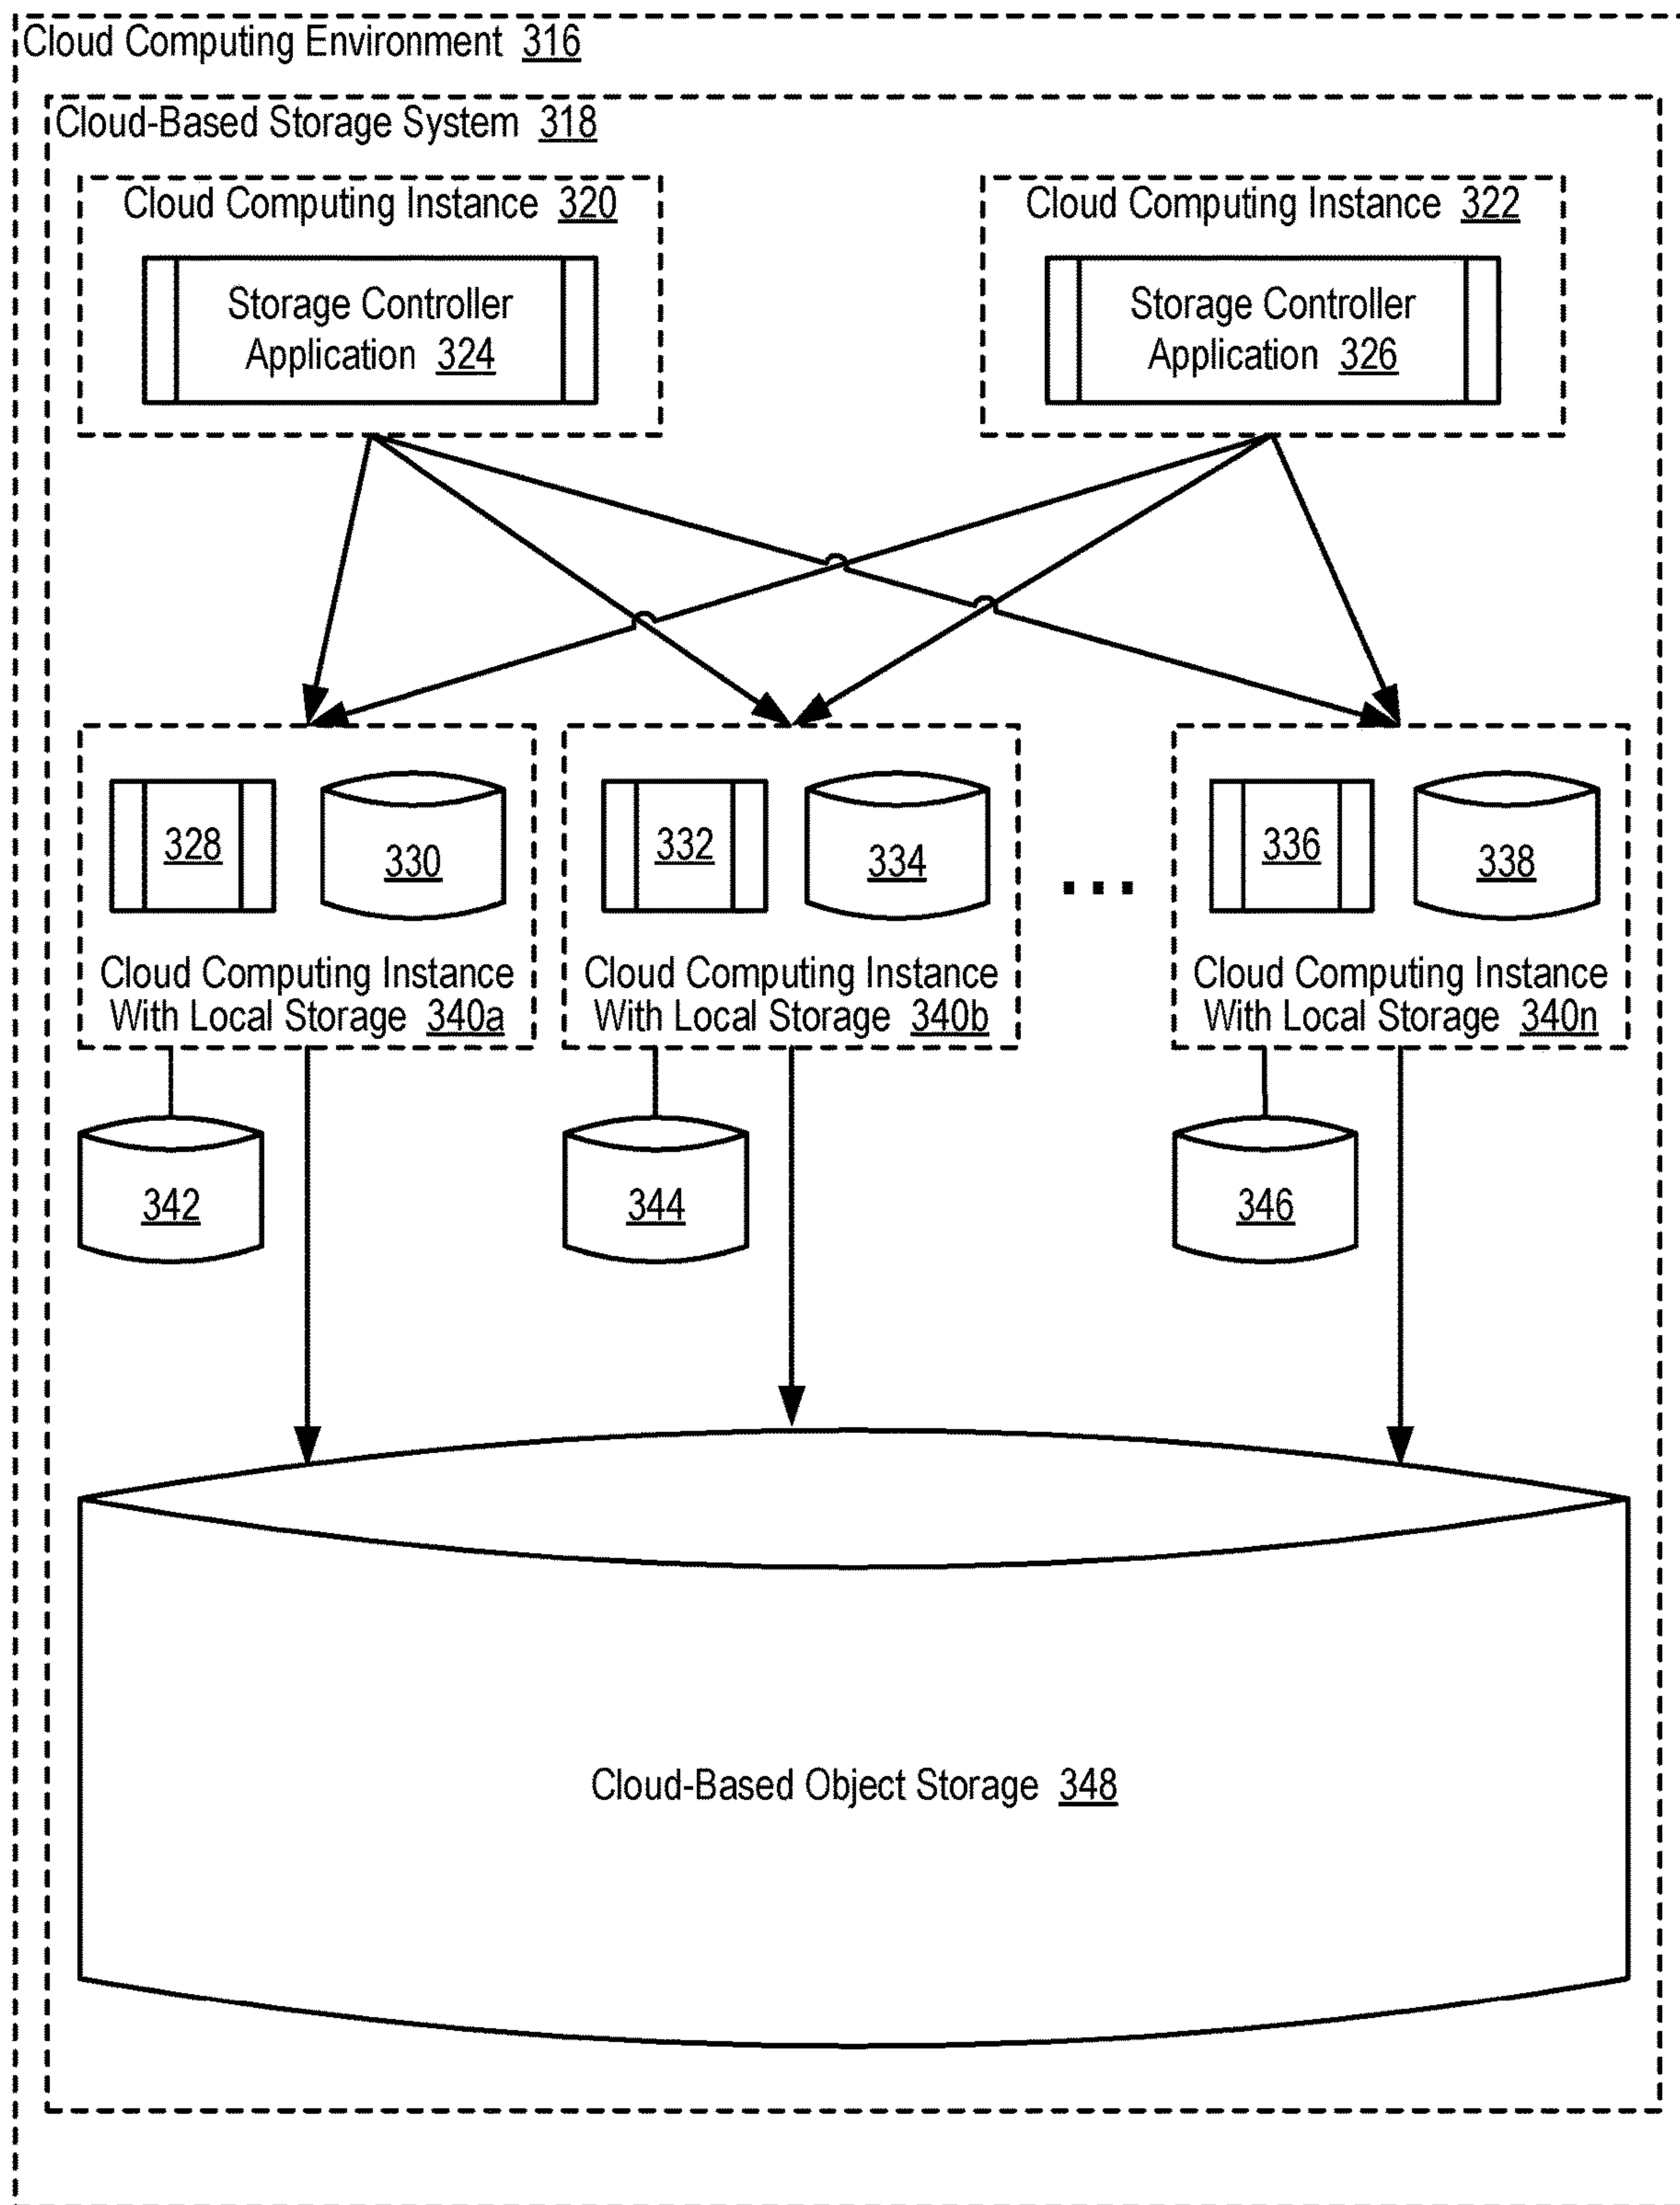 Cloud Computing Environment 316
Cloud-Based Storage System 318
Cloud Computing Instance 320
Storage Controller
Application 324
Cloud Computing Instance 322
Storage Controller
Application 326
328
330
Cloud Computing Instance
With Local Storage 340a
332
334
Cloud Computing Instance
With Local Storage 340b
...
336
338
Cloud Computing Instance
With Local Storage 340n
342
344
346
Cloud-Based Object Storage 348